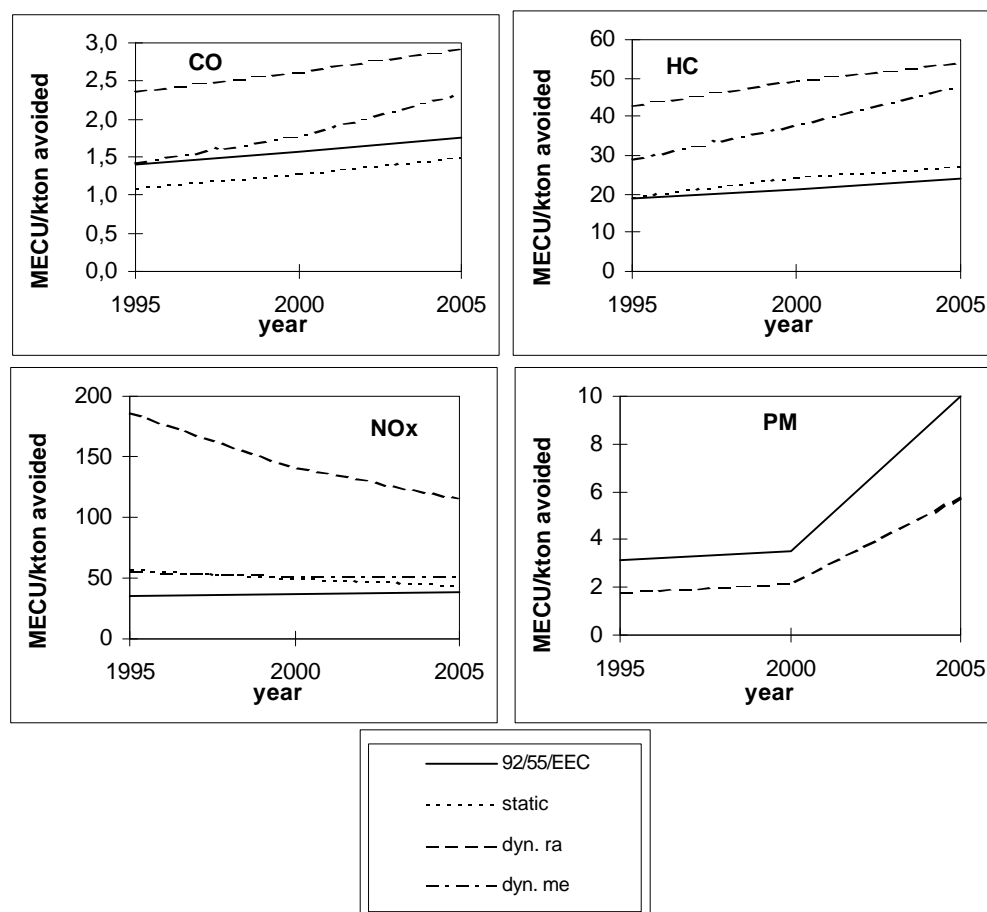 CO
MECU/kton avoided
3,0
2,5
2,0
1,5
1,0
0,5
0,0
1995 2000 2005
year
HC
MECU/kton avoided
60
50
40
30
20
10
0
1995 2000 2005
year
NOx
MECU/kton avoided
200
150
100
50
0
1995 2000 2005
year
PM
MECU/kton avoided
10
8
6
4
2
0
1995 2000 2005
year
92/55/EEC
static
dyn. ra
dyn. me